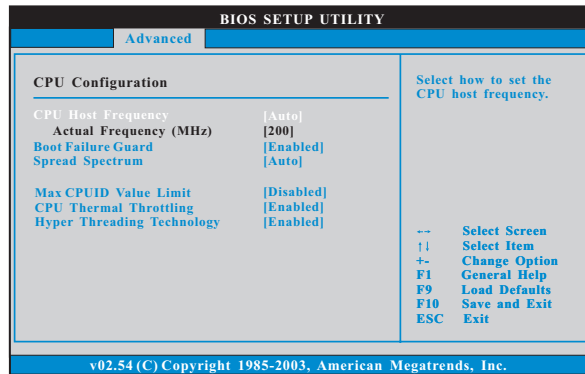 BIOS SETUP UTILITY
Advanced
CPU Configuration
CPU Host Frequency [Auto]
Actual Frequency (MHz) [200]
Boot Failure Guard [Enabled]
Spread Spectrum [Auto]
Max CPUID Value Limit [Disabled]
CPU Thermal Throttling [Enabled]
Hyper Threading Technology [Enabled]
Select how to set the
CPU host frequency.
←→ Select Screen
↑↓ Select Item
+- Change Option
F1 General Help
F9 Load Defaults
F10 Save and Exit
ESC Exit
v02.54 (C) Copyright 1985-2003, American Megatrends, Inc.